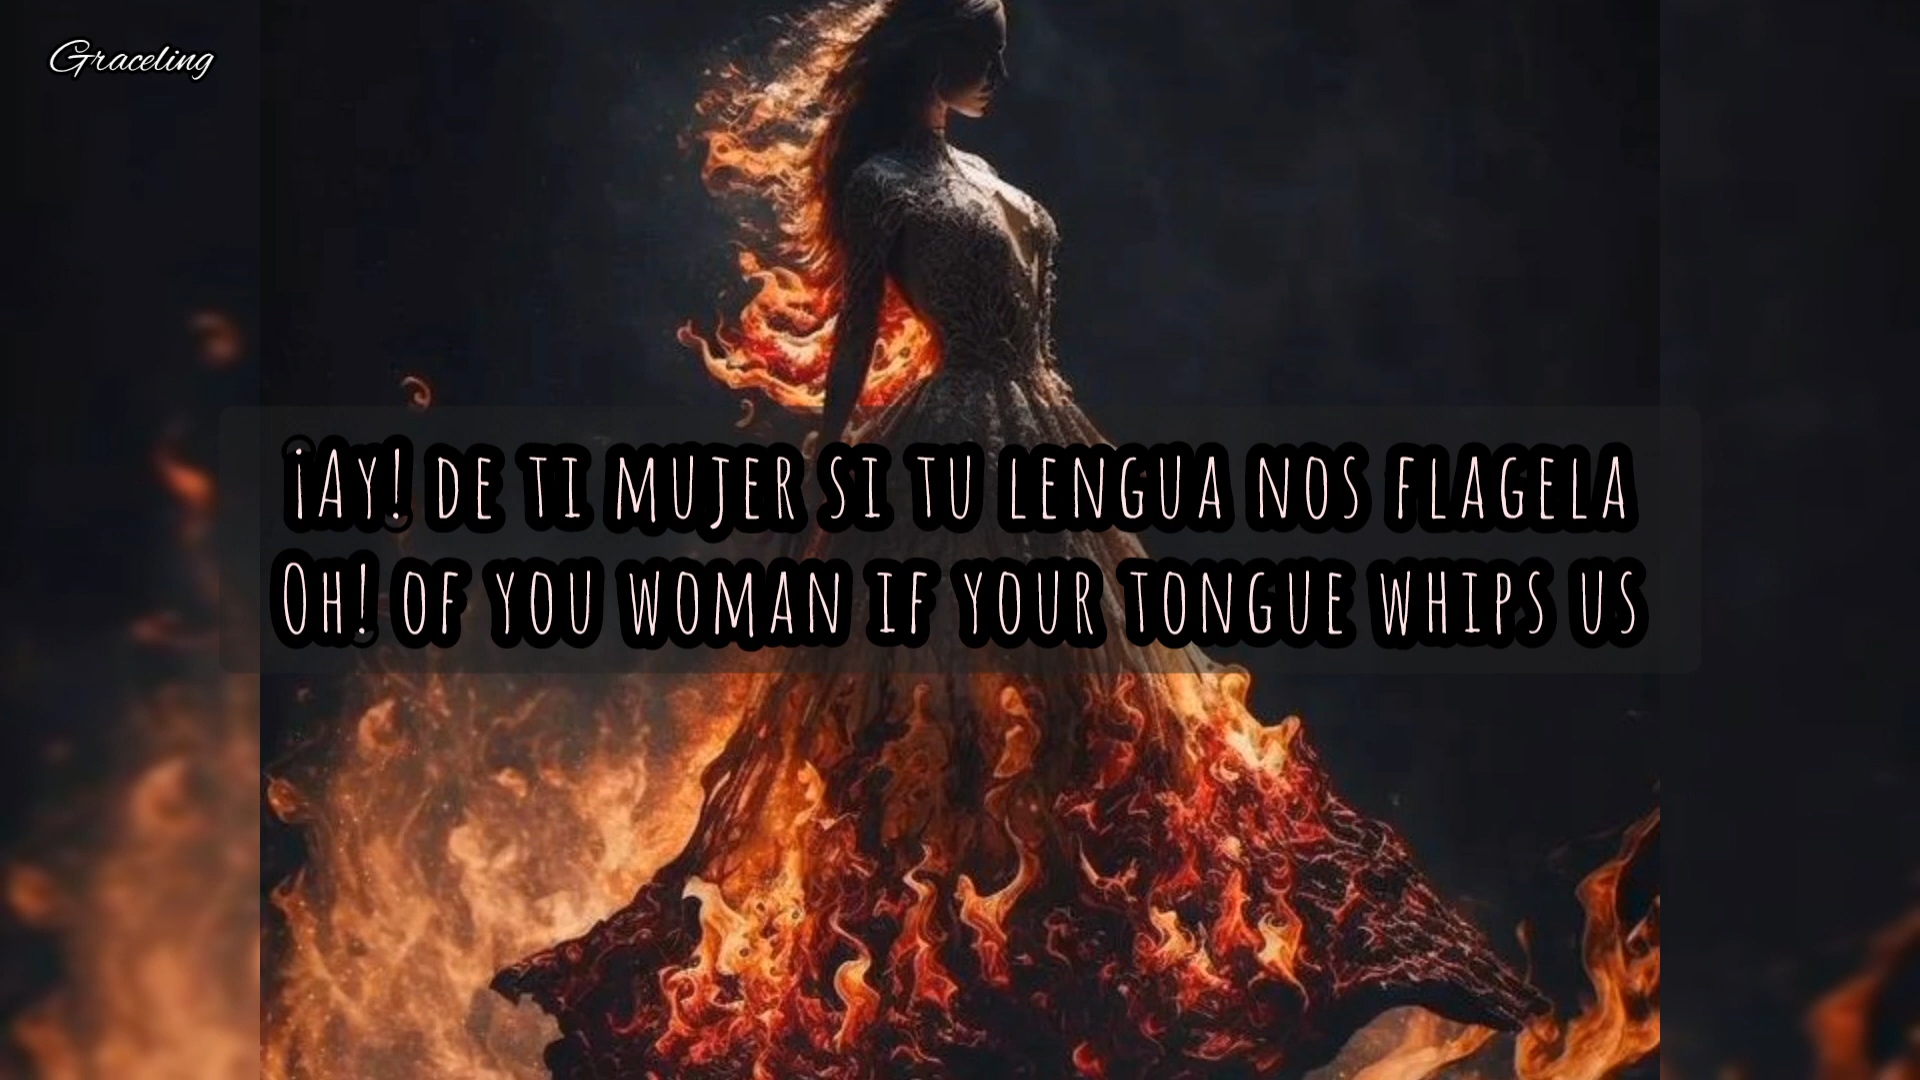 Graceling
¡Ay! de ti mujer si tu lengua nos flagela
Oh! of you woman if your tongue whips us